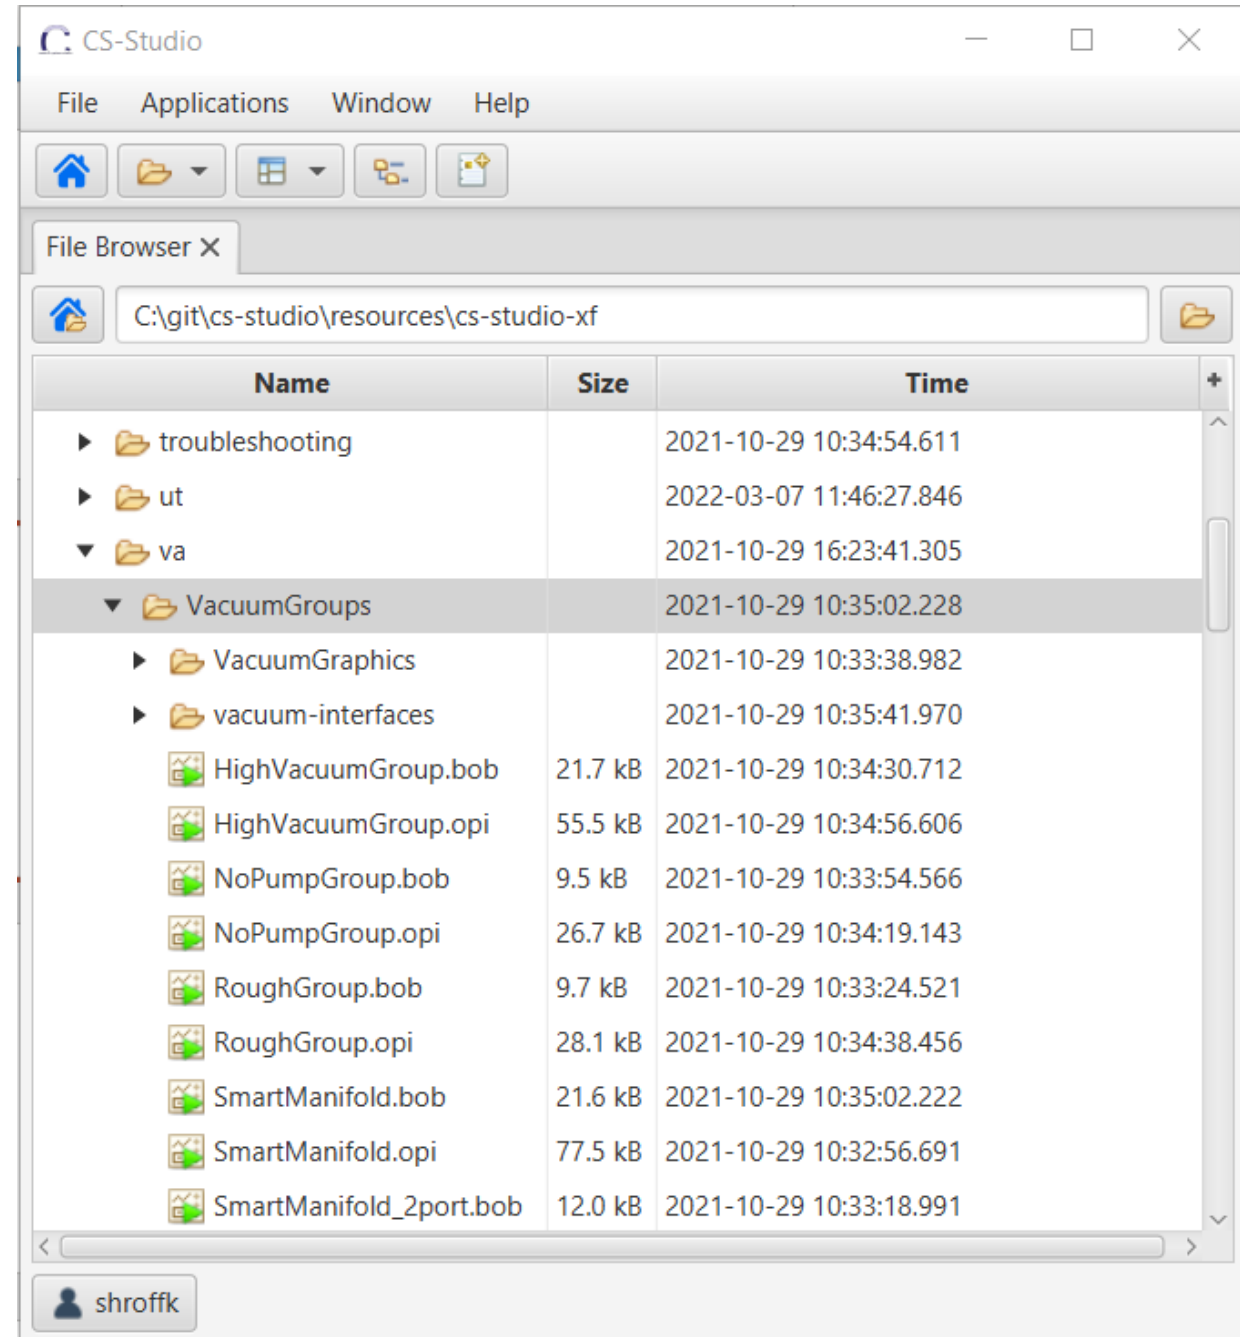 CS-Studio
File Applications Window Help
File Browser
C:\git\cs-studio\resources\cs-studio-xf
Name Size Time
troubleshooting 2021-10-29 10:34:54.611
ut 2022-03-07 11:46:27.846
va 2021-10-29 16:23:41.305
VacuumGroups 2021-10-29 10:35:02.228
VacuumGraphics 2021-10-29 10:33:38.982
vacuum-interfaces 2021-10-29 10:35:41.970
HighVacuumGroup.bob 21.7 kB 2021-10-29 10:34:30.712
HighVacuumGroup.opi 55.5 kB 2021-10-29 10:34:56.606
NoPumpGroup.bob 9.5 kB 2021-10-29 10:33:54.566
NoPumpGroup.opi 26.7 kB 2021-10-29 10:34:19.143
RoughGroup.bob 9.7 kB 2021-10-29 10:33:24.521
RoughGroup.opi 28.1 kB 2021-10-29 10:34:38.456
SmartManifold.bob 21.6 kB 2021-10-29 10:35:02.222
SmartManifold.opi 77.5 kB 2021-10-29 10:32:56.691
SmartManifold_2port.bob 12.0 kB 2021-10-29 10:33:18.991
shroffk